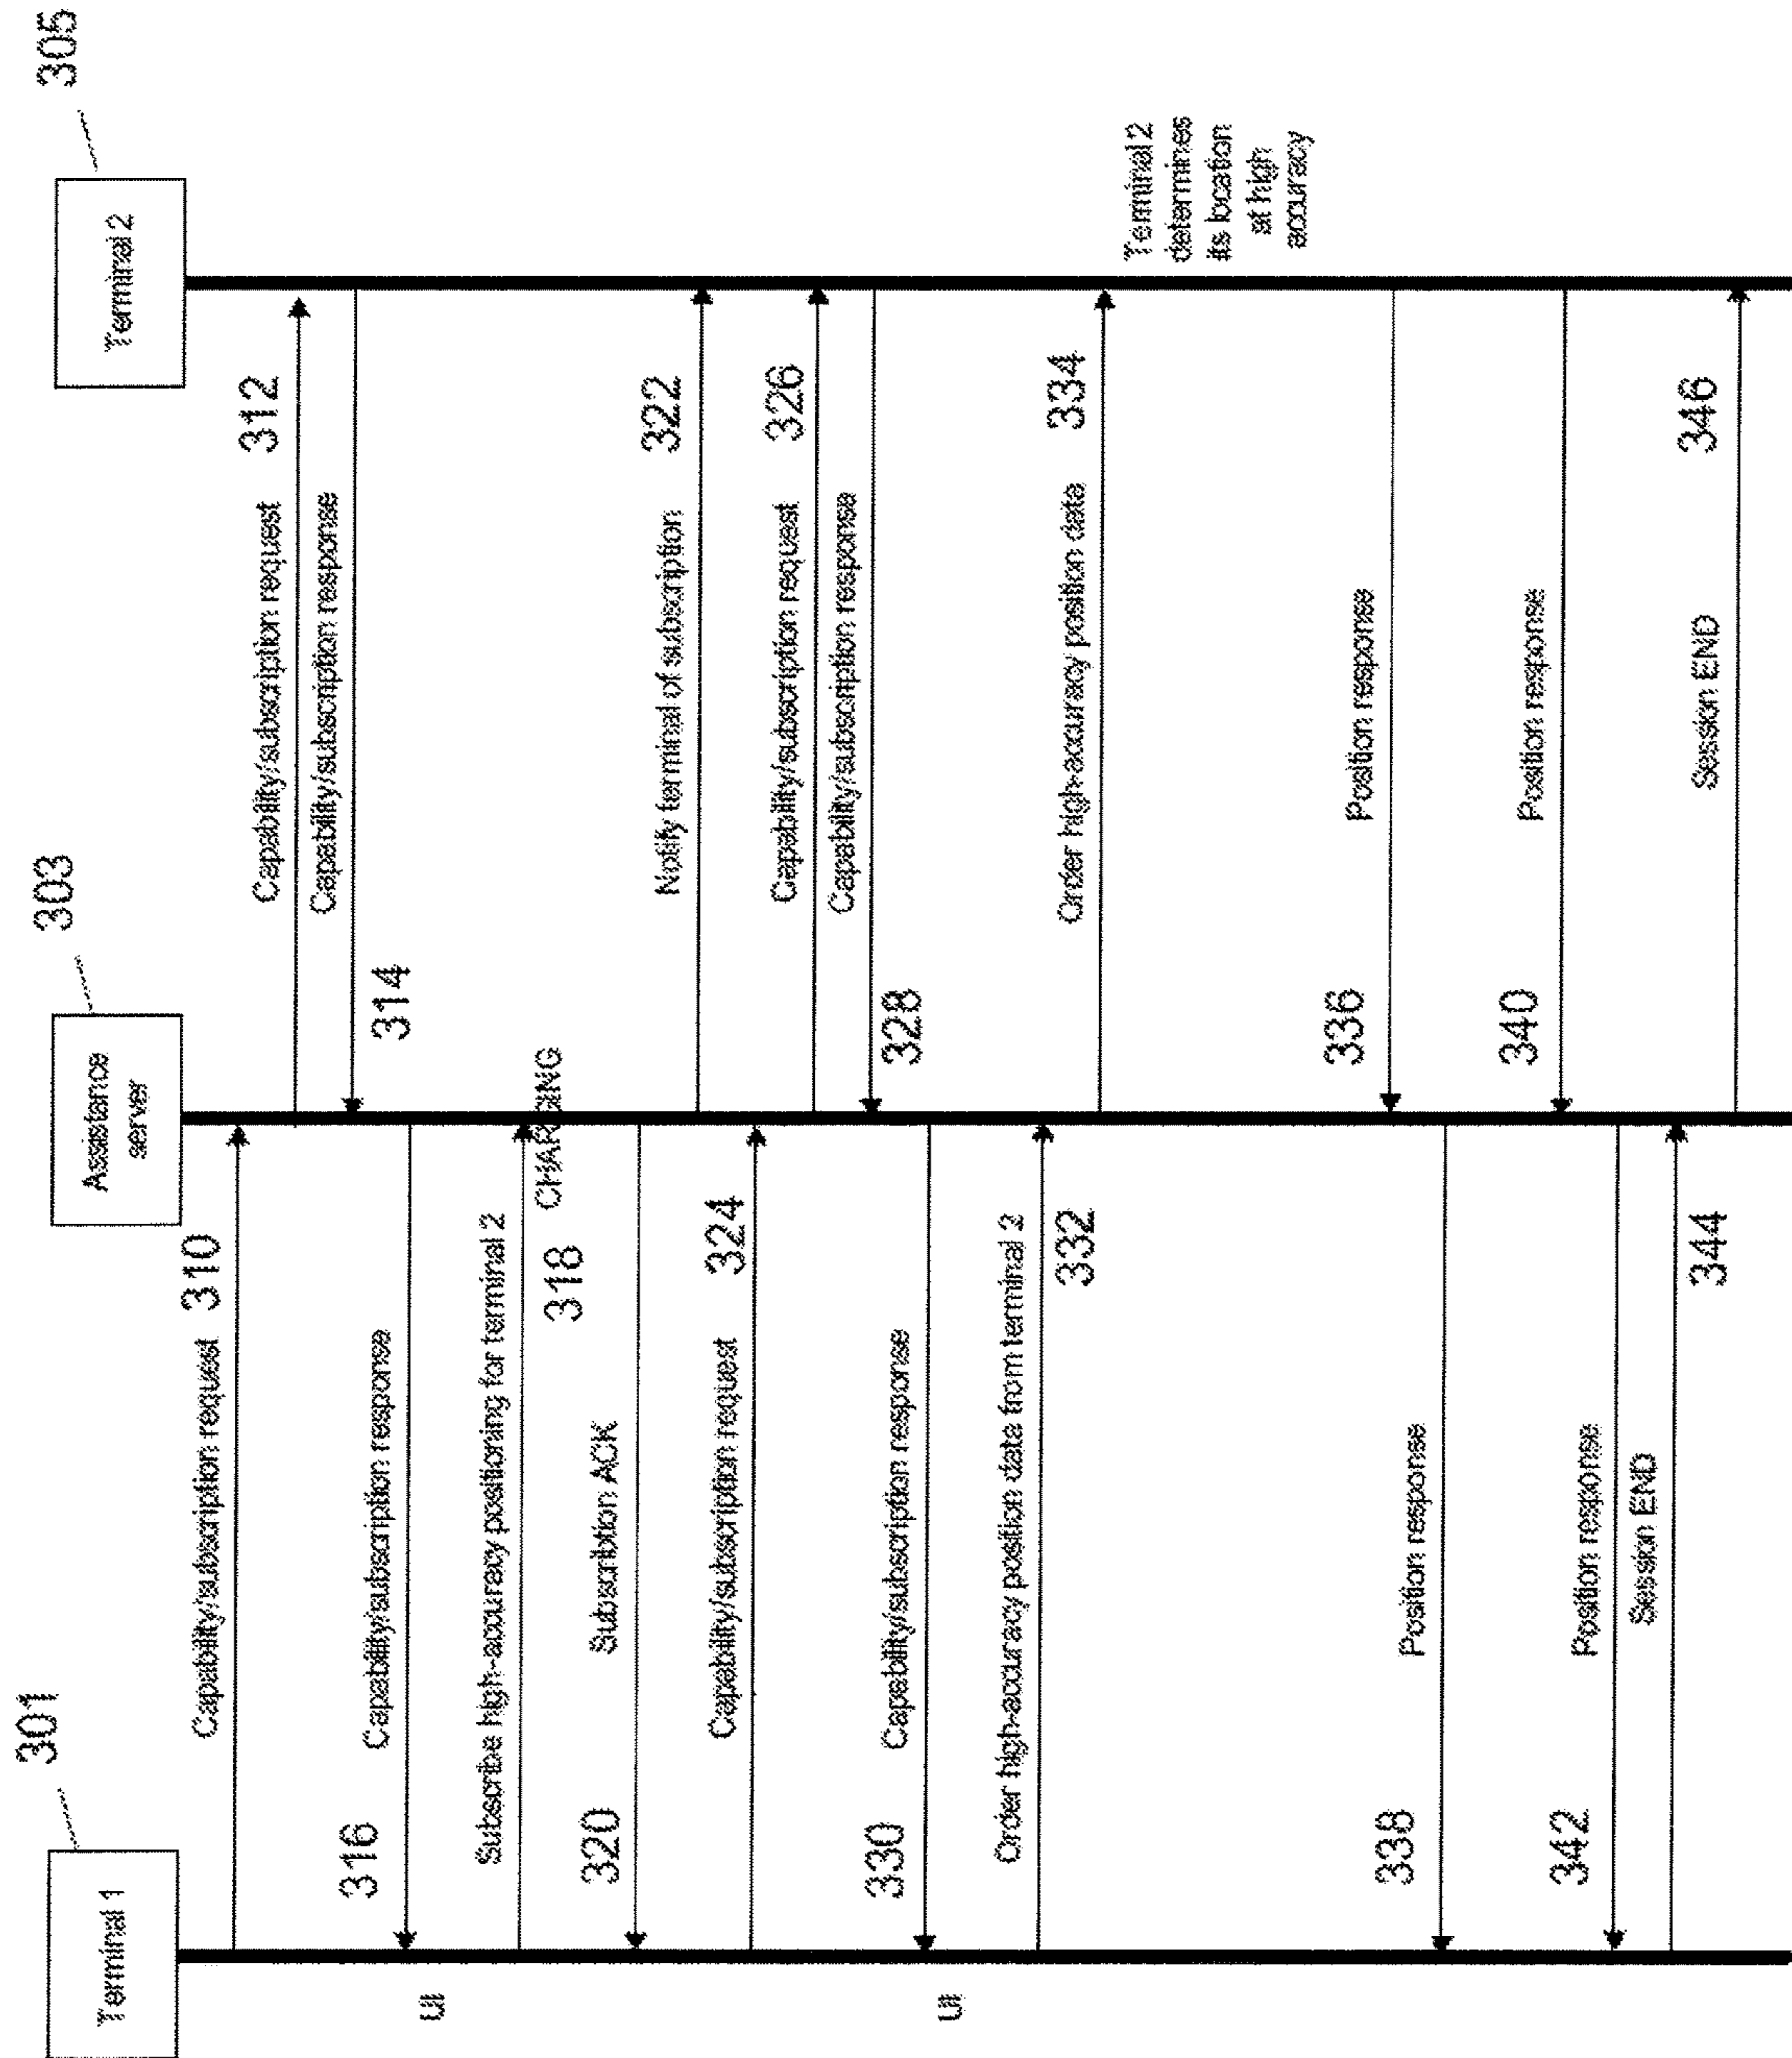 301
303
305
Terminal 1
Assistance
server
Terminal 2
Capability/subscription request 310
Capability/subscription request 312
Capability/subscription response
314
316 Capability/subscription response
UI
Subscribe high-accuracy positioning for terminal 2
318 CHARGING
320 Subscribtion ACK
Notify terminal of subscription 322
Capability/subscription request 324
Capability/subscription request 326
Capability/subscription response
328
330 Capability/subscription response
UI
Order high-accuracy position data from terminal 2
332
Order high-accuracy position data 334
Terminal 2
determines
its location
at high
accuracy
336 Position response
338 Position response
340 Position response
342 Position response
Session END
344
Session END 346